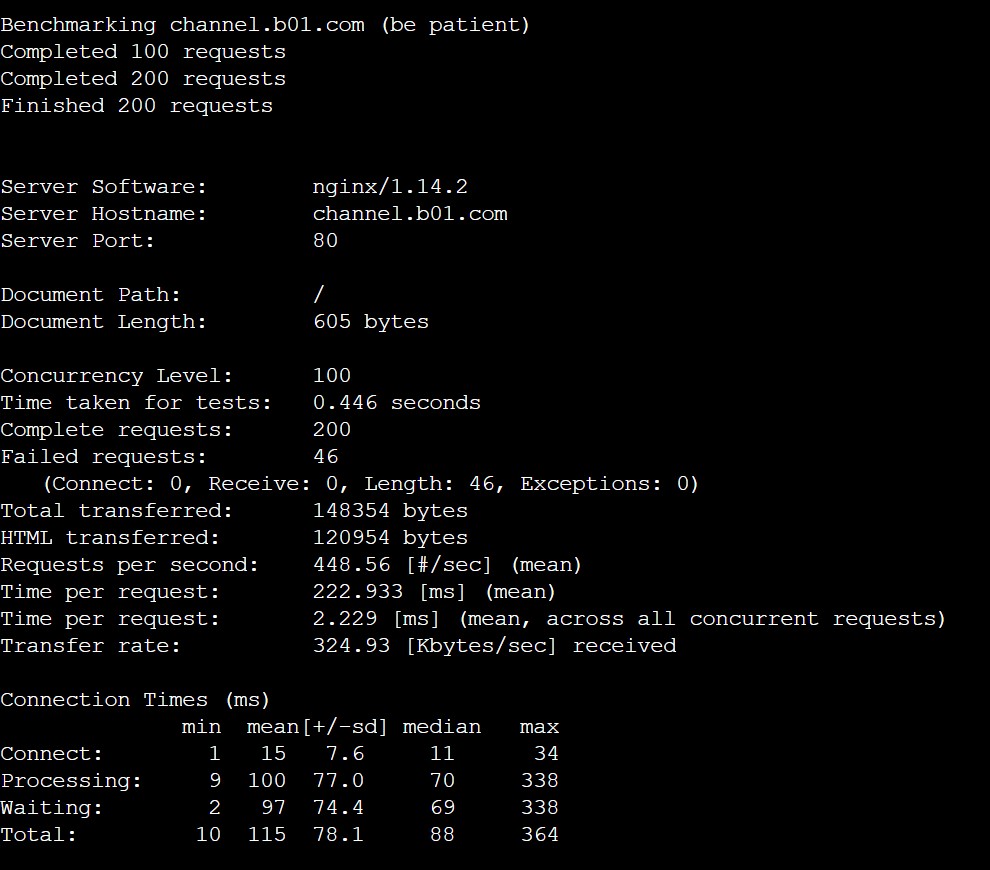 Benchmarking channel.b01.com (be patient)
Completed 100 requests
Completed 200 requests
Finished 200 requests
Server Software:        nginx/1.14.2
Server Hostname:        channel.b01.com
Server Port:            80
Document Path:          /
Document Length:        605 bytes
Concurrency Level:      100
Time taken for tests:   0.446 seconds
Complete requests:      200
Failed requests:        46
   (Connect: 0, Receive: 0, Length: 46, Exceptions: 0)
Total transferred:      148354 bytes
HTML transferred:       120954 bytes
Requests per second:    448.56 [#/sec] (mean)
Time per request:       222.933 [ms] (mean)
Time per request:       2.229 [ms] (mean, across all concurrent requests)
Transfer rate:          324.93 [Kbytes/sec] received
Connection Times (ms)
              min  mean[+/-sd] median   max
Connect:        1   15   7.6     11      34
Processing:     9  100  77.0     70     338
Waiting:        2   97  74.4     69     338
Total:         10  115  78.1     88     364